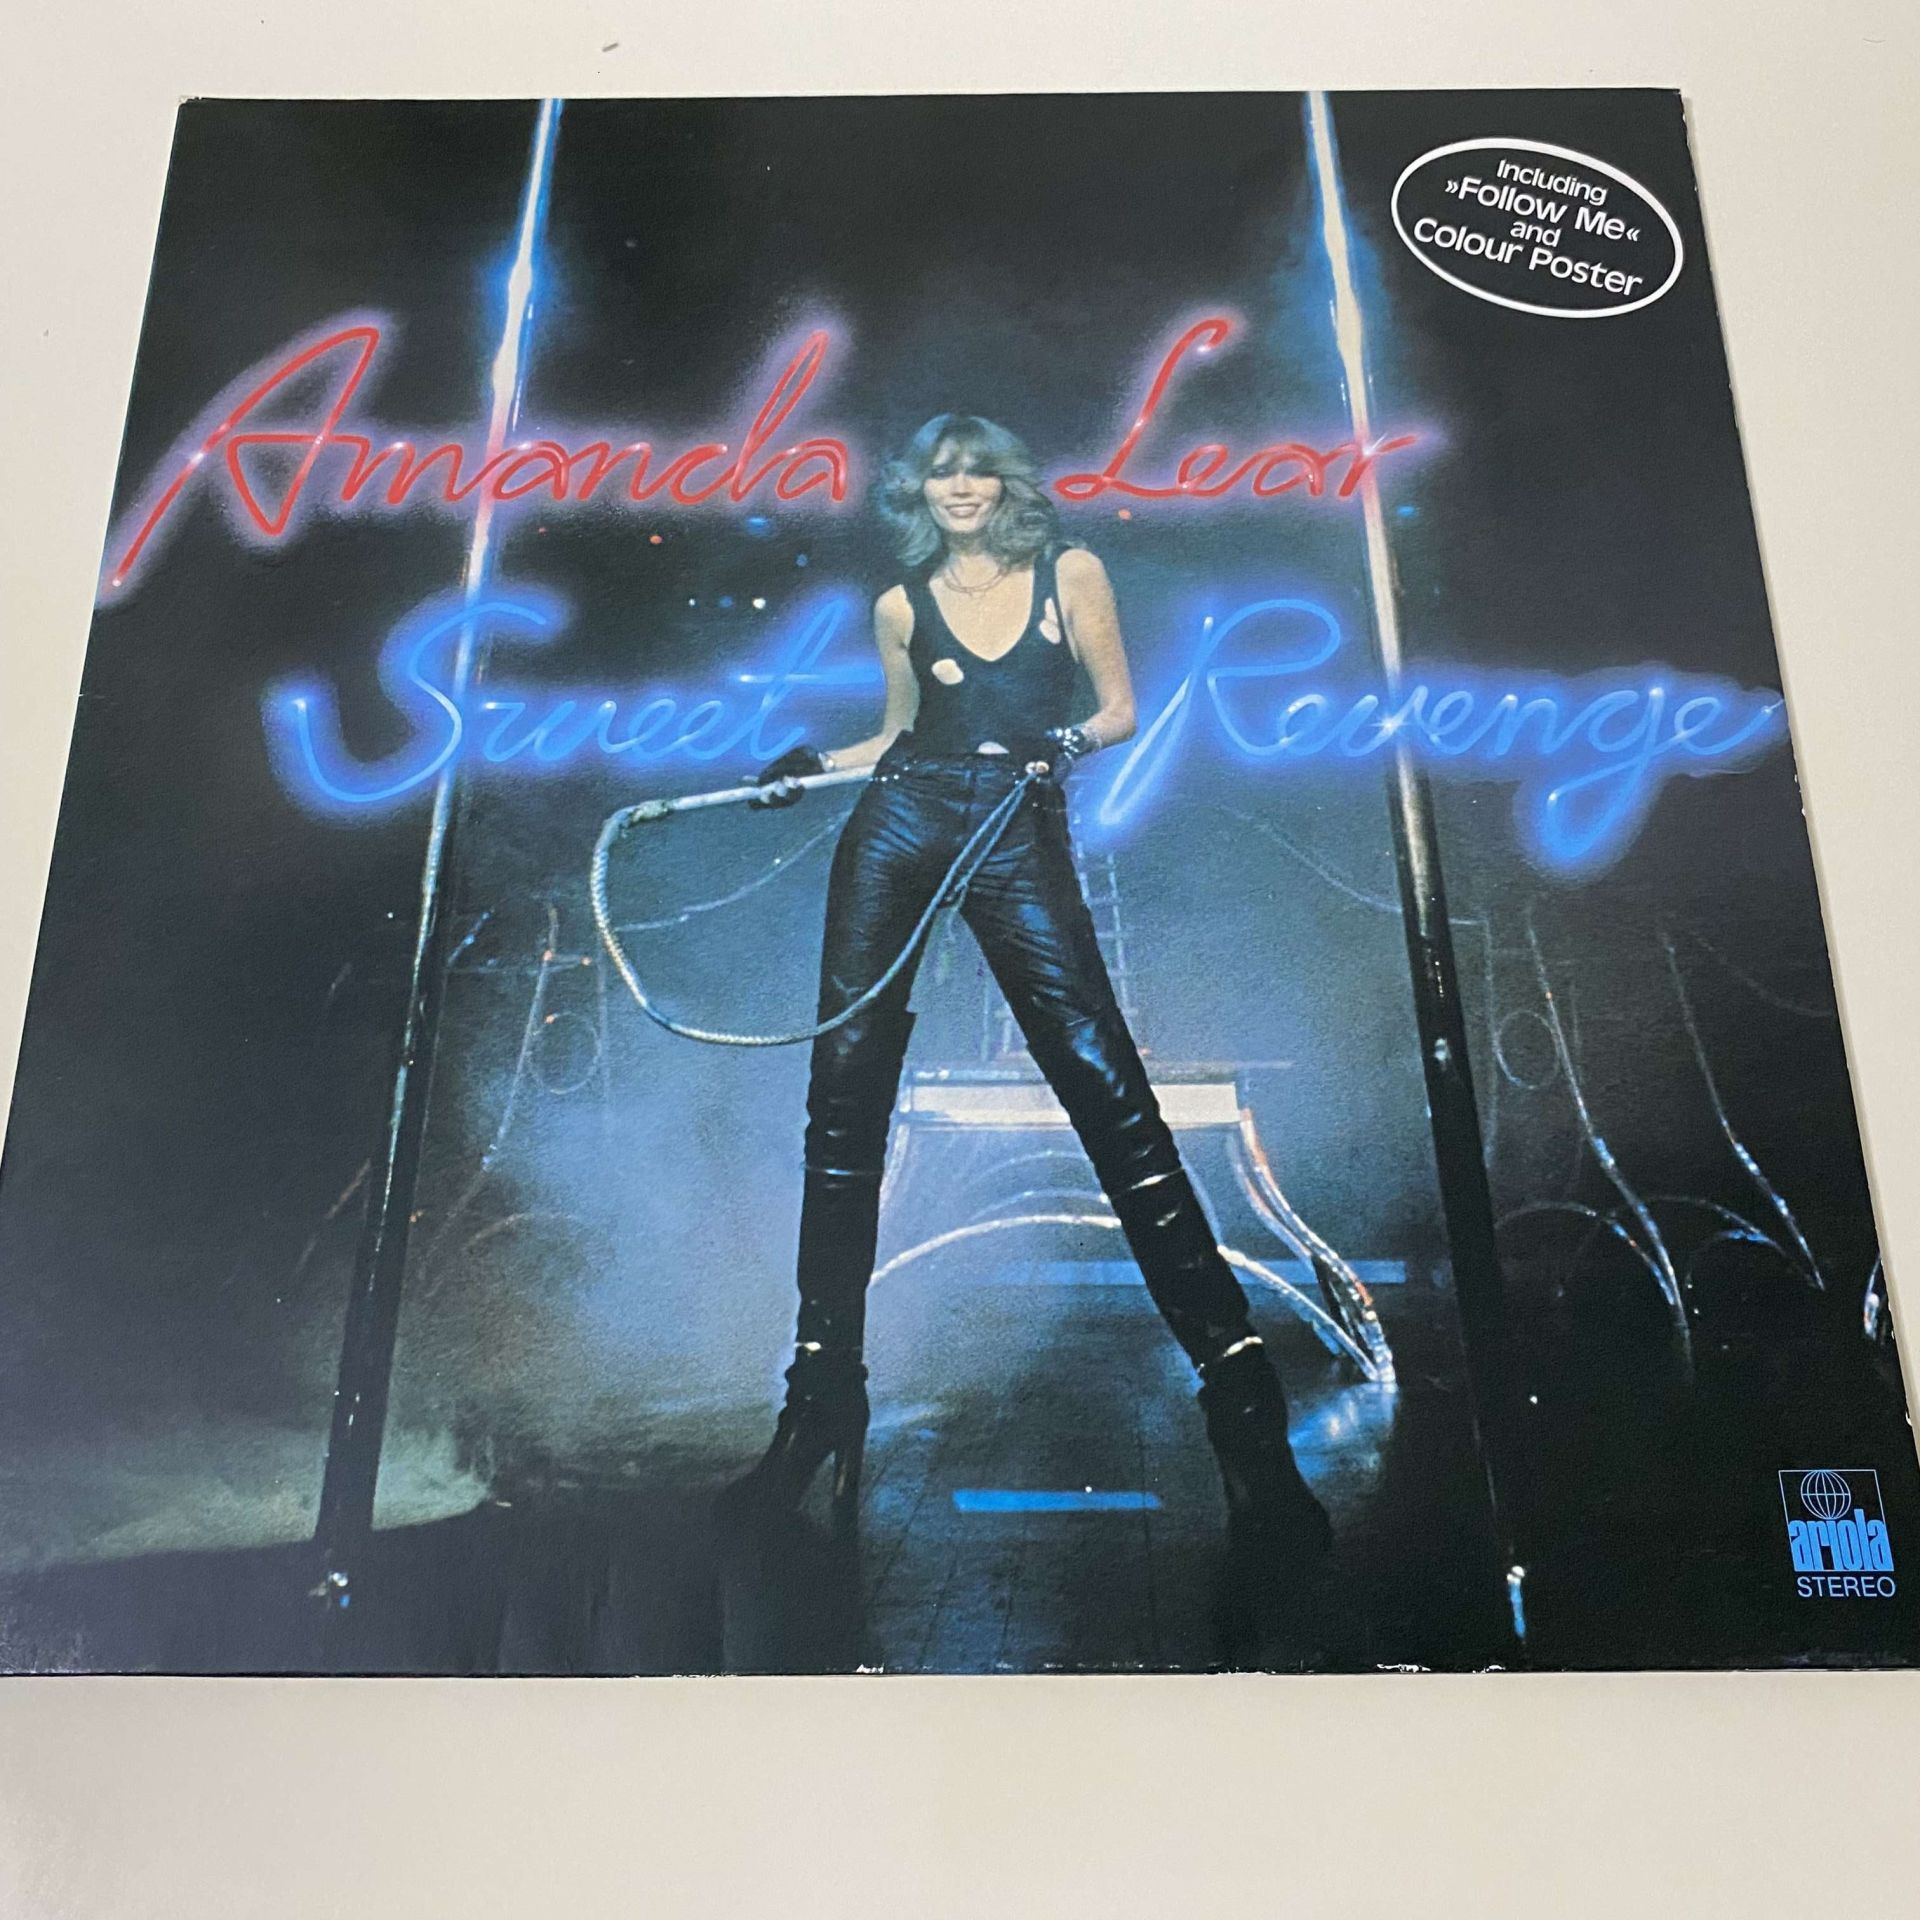 Including
»Follow Me«
and
Colour Poster
Amanda Lear
Sweet Revenge
ariola
STEREO